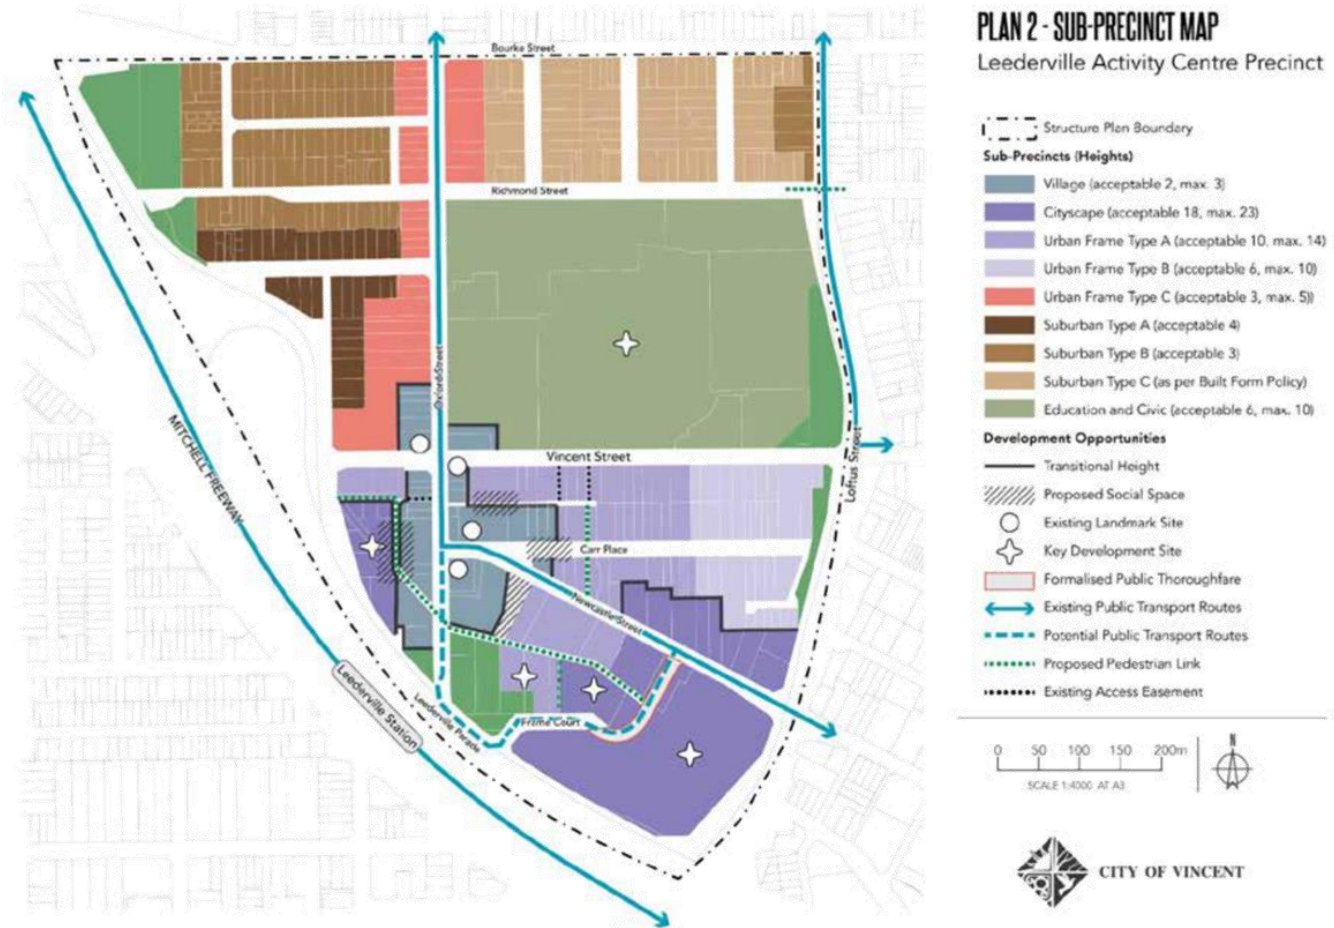 PLAN 2 - SUB-PRECINCT MAP
Leederville Activity Centre Precinct
Structure Plan Boundary
Sub-Precincts (Heights)
Village (acceptable 2, max. 3)
Cityscape (acceptable 18, max. 23)
Urban Frame Type A (acceptable 10, max. 14)
Urban Frame Type B (acceptable 6, max. 10)
Urban Frame Type C (acceptable 3, max. 5))
Suburban Type A (acceptable 4)
Suburban Type B (acceptable 3)
Suburban Type C (as per Built Form Policy)
Education and Civic (acceptable 6, max. 10)
Development Opportunities
Transitional Height
Proposed Social Space
Existing Landmark Site
Key Development Site
Formalised Public Thoroughfare
Existing Public Transport Routes
Potential Public Transport Routes
Proposed Pedestrian Link
Existing Access Easement
0 50 100 150 200m
N
SCALE 1:4000 AT A3
CITY OF VINCENT
Bourke Street
Richmond Street
Oxford Street
MITCHELL FREEWAY
Vincent Street
Loftus Street
Carr Place
Newcastle Street
Leederville Station
Leederville Parade
Frame Court